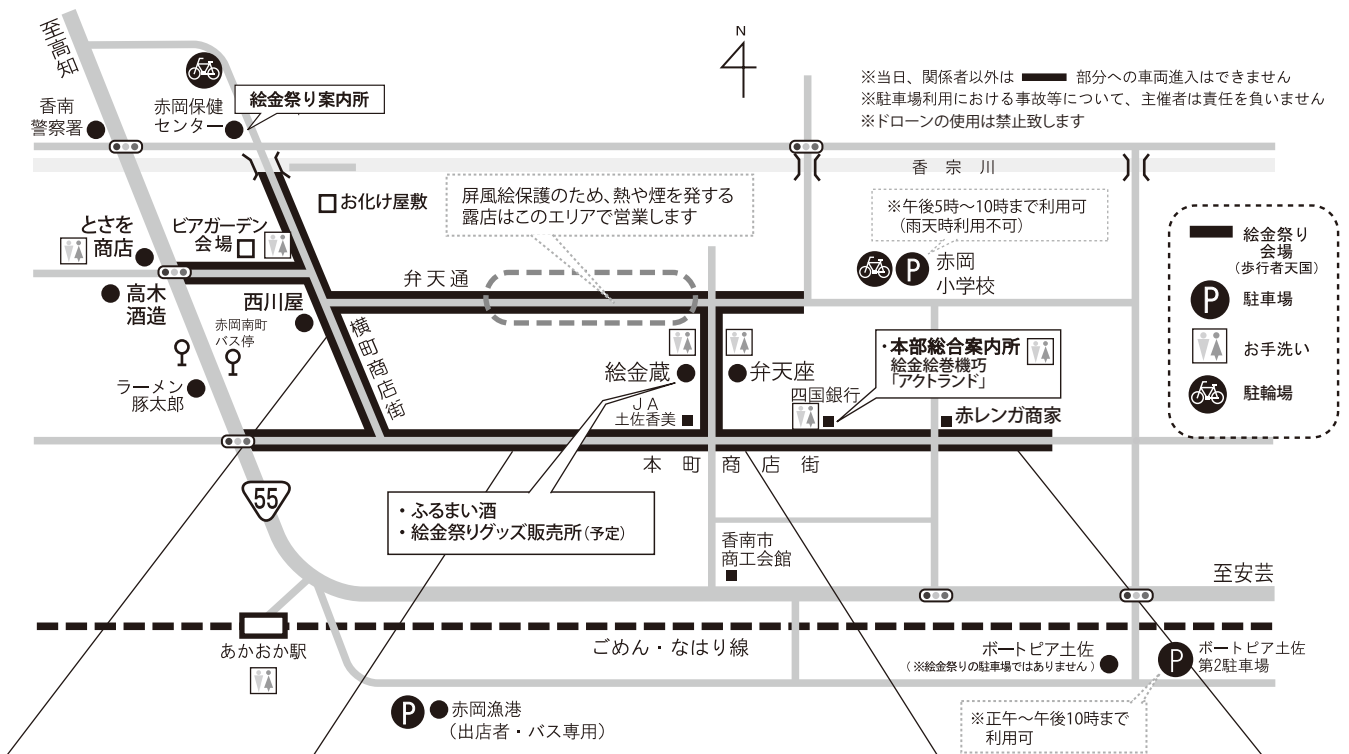 至高知
N
※当日、関係者以外は 部分への車両進入はできません
※駐車場利用における事故等について、主催者は責任を負いません
※ドローンの使用は禁止致します
香南
警察署
赤岡保健
センター
絵金祭り案内所
香宗川
お化け屋敷
屏風絵保護のため、熱や煙を発する
露店はこのエリアで営業します
※午後5時〜10時まで利用可
（雨天時利用不可）
P
赤岡
小学校
絵金祭り
会場
（歩行者天国）
P
駐車場
お手洗い
駐輪場
とさを
商店
ビアガーデン
会場
弁天通
高木
酒造
西川屋
赤岡南町
バス停
横町商店街
ラーメン
豚太郎
絵金蔵
弁天座
JA
土佐香美
四国銀行
・本部総合案内所
絵金絵巻機巧
「アクトランド」
赤レンガ商家
本町商店街
55
・ふるまい酒
・絵金祭りグッズ販売所（予定）
香南市
商工会館
至安芸
あかおか駅
ごめん・なはり線
ボートピア土佐
（※絵金祭りの駐車場ではありません）
P
ボートピア土佐
第2駐車場
※正午〜午後10時まで
利用可
P
赤岡漁港
（出店者・バス専用）